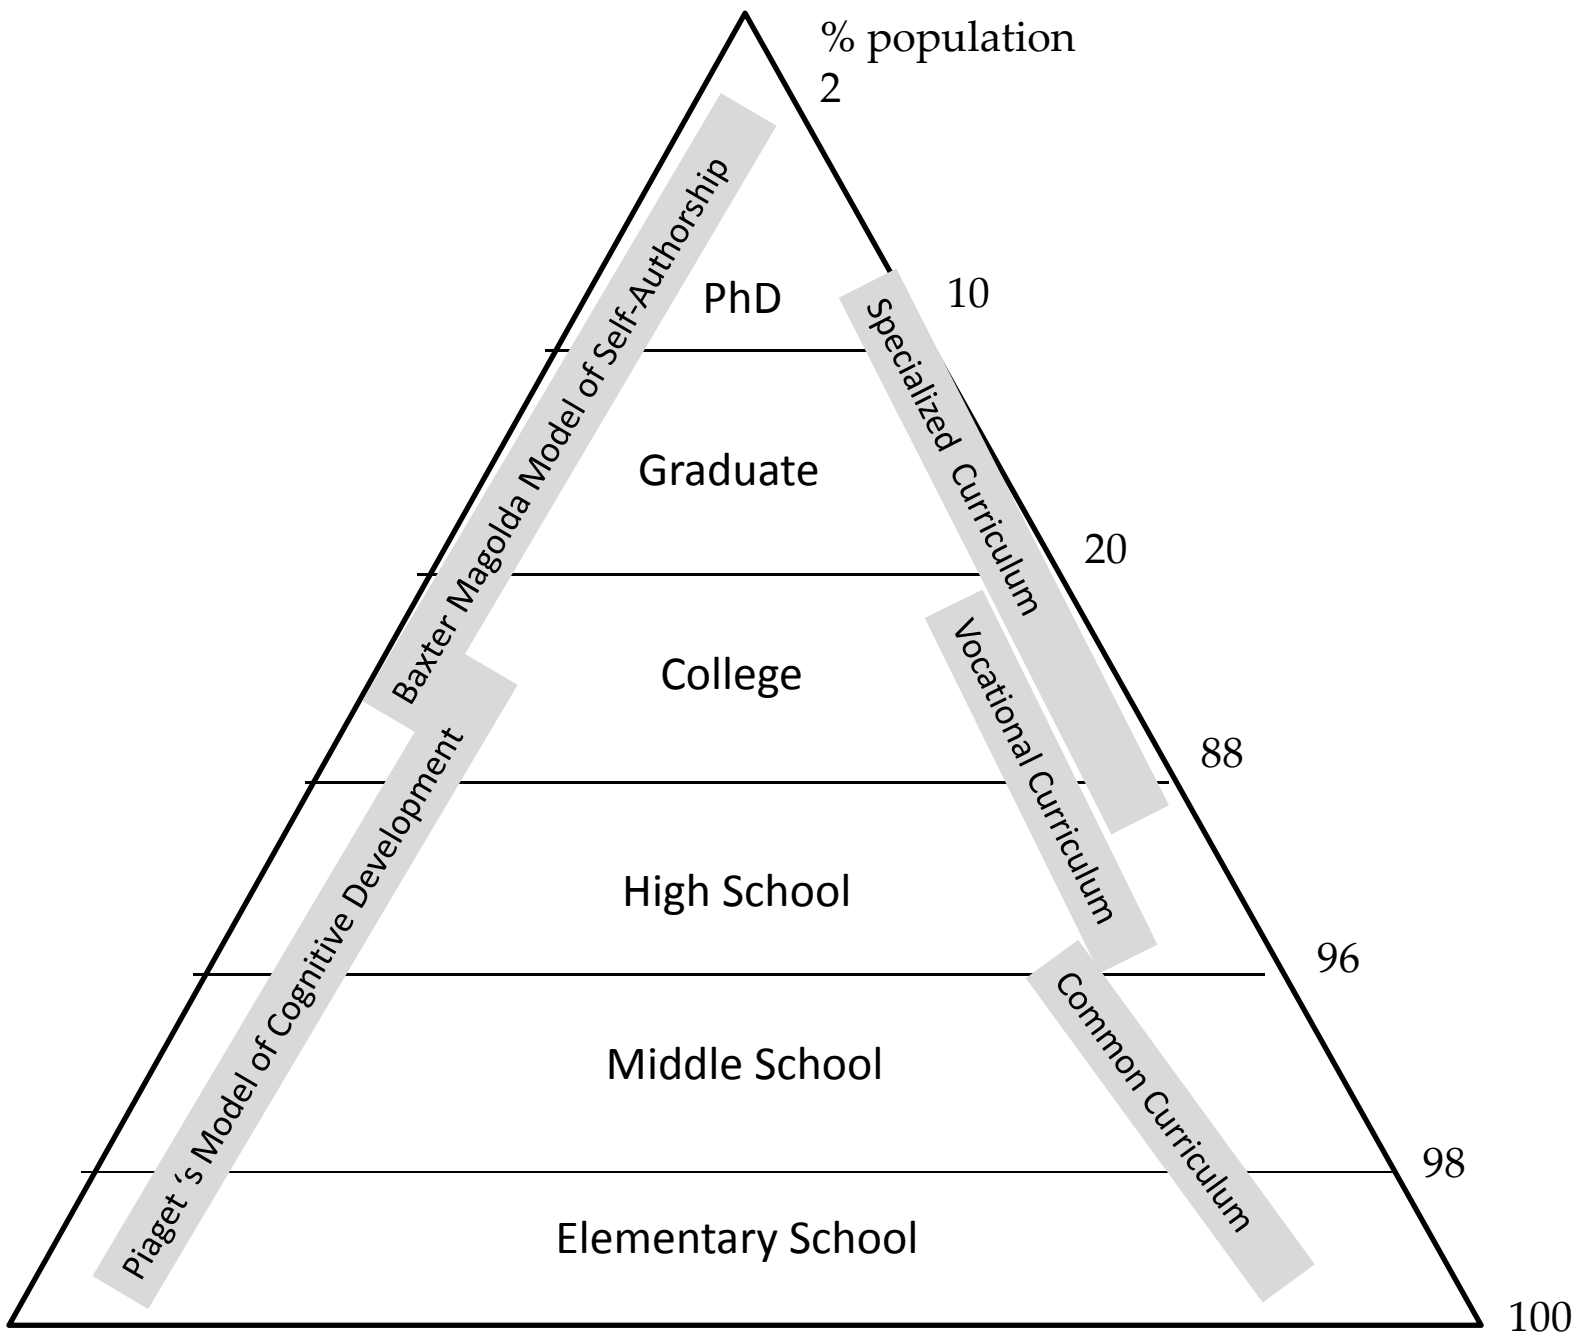 % population
2
Baxter Magolda Model of Self-Authorship
PhD
10
Specialized Curriculum
Graduate
20
College
Vocational Curriculum
88
Piaget ‘s Model of Cognitive Development
High School
96
Common Curriculum
Middle School
98
Elementary School
100